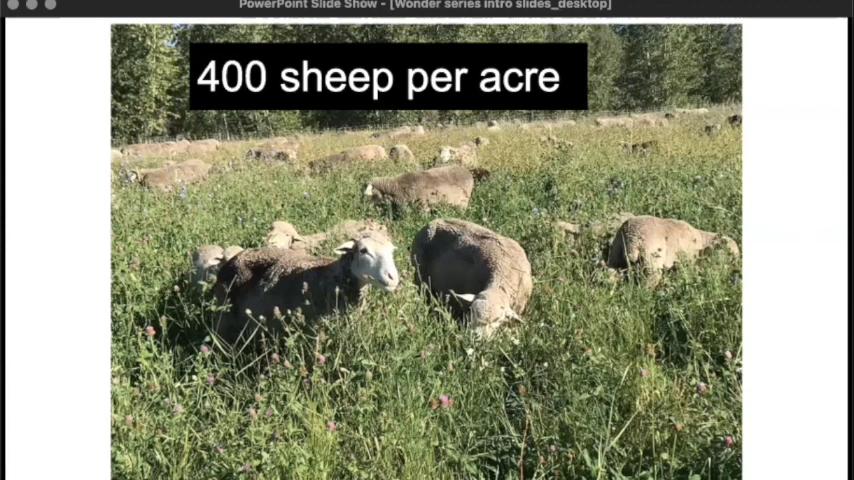 PowerPoint Slide Show - [Wonder series intro slides_desktop]
400 sheep per acre